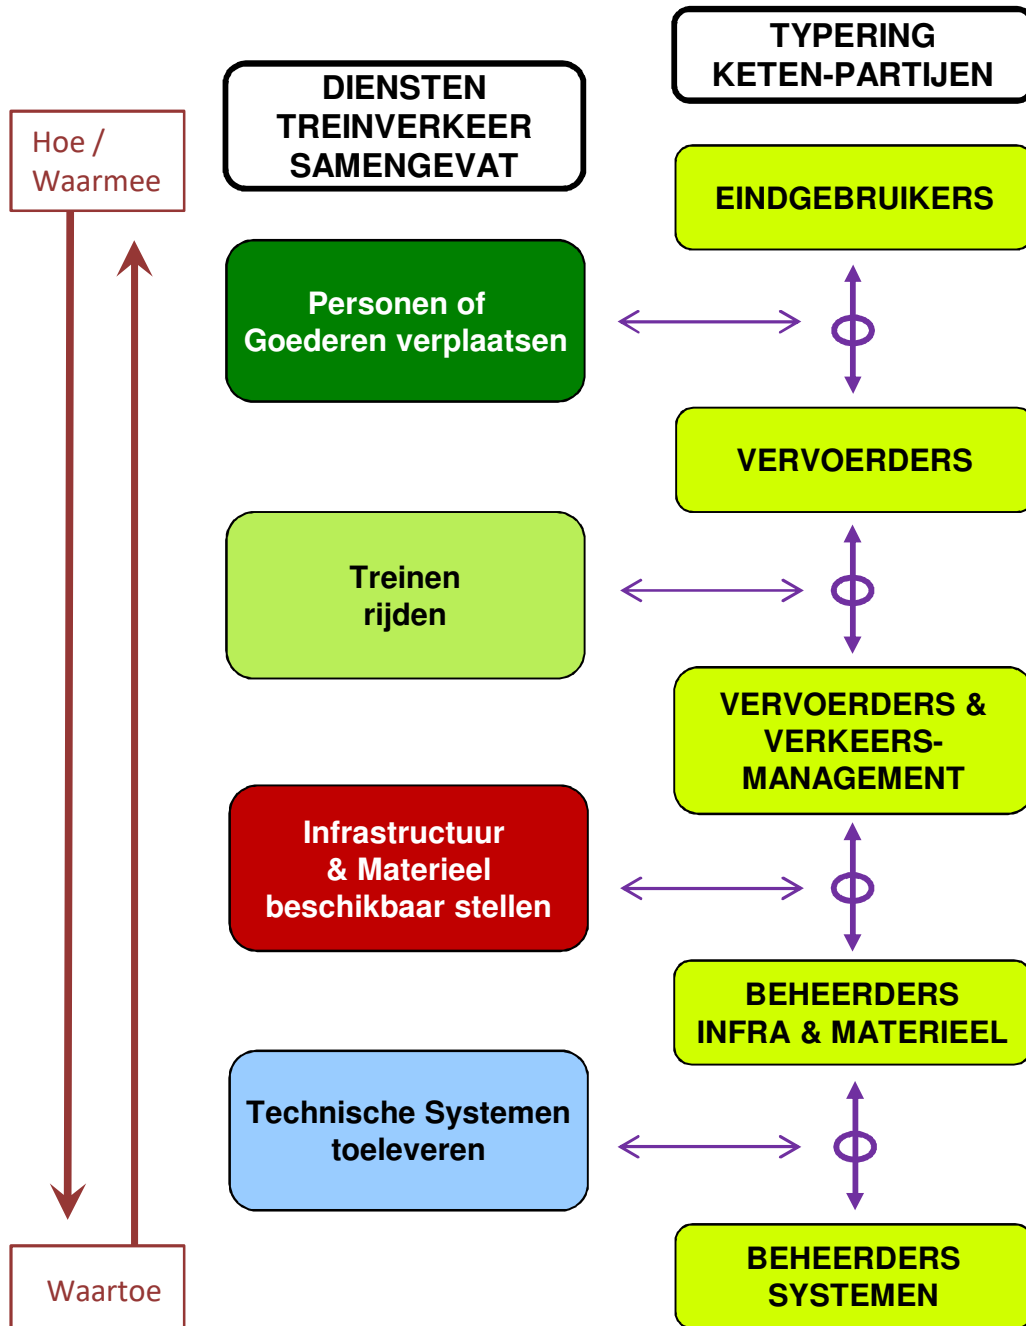 Hoe /
Waarmee
Waartoe
DIENSTEN
TREINVERKEER
SAMENGEVAT
Personen of
Goederen verplaatsen
Treinen
rijden
Infrastructuur
& Materieel
beschikbaar stellen
Technische Systemen
toeleveren
TYPERING
KETEN-PARTIJEN
EINDGEBRUIKERS
VERVOERDERS
VERVOERDERS &
VERKEERS-
MANAGEMENT
BEHEERDERS
INFRA & MATERIEEL
BEHEERDERS
SYSTEMEN